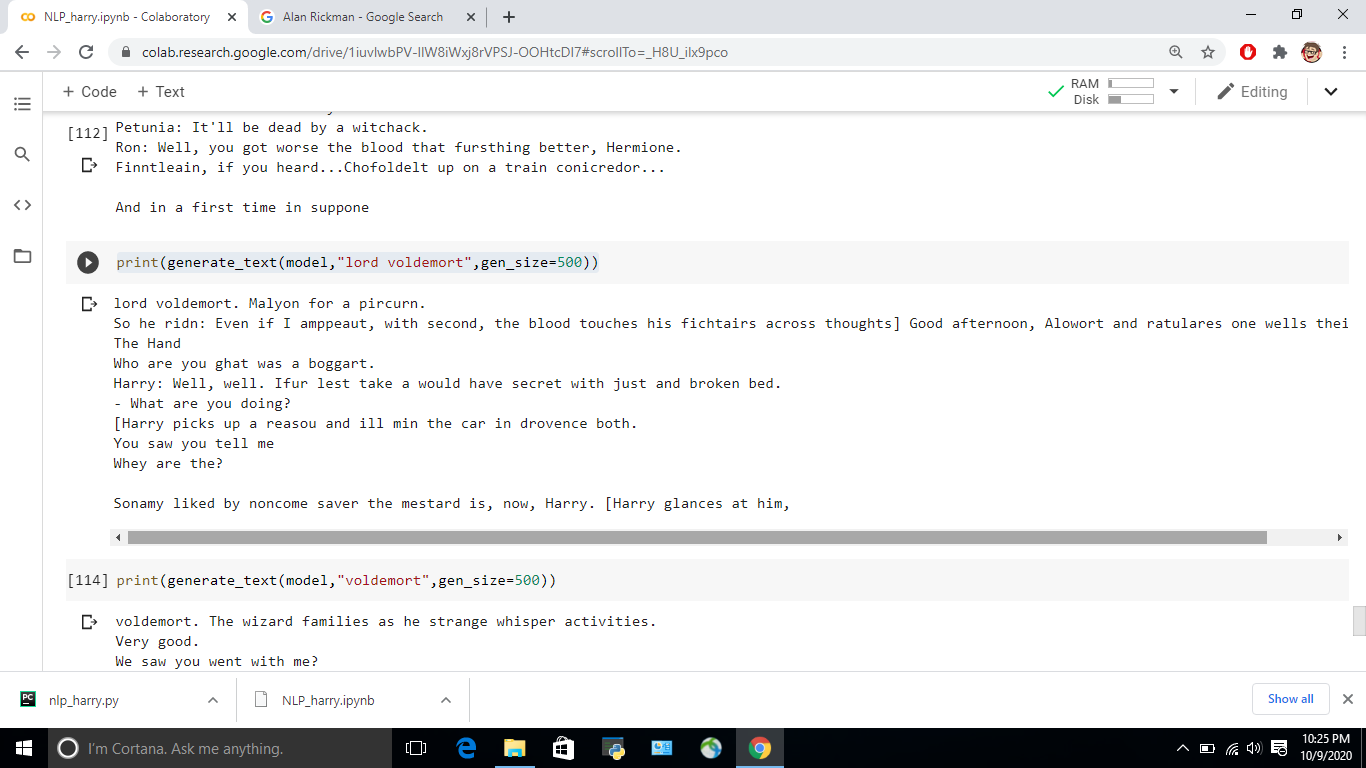 NLP_harry.ipynb - Colaboratory
Alan Rickman - Google Search
colab.research.google.com/drive/1iuvIwbPV-IIW8iWxj8rVPSJ-OOHtcDI7#scrollTo=_H8U_ilx9pco
+ Code + Text
RAM
Disk
Editing
[112]
Petunia: It'll be dead by a witchack.
Ron: Well, you got worse the blood that fursthing better, Hermione.
Finntleain, if you heard...Chofoldelt up on a train conicredor...
And in a first time in suppone
print(generate_text(model,"lord voldemort",gen_size=500))
lord voldemort. Malyon for a pircurn.
So he ridn: Even if I amppeaut, with second, the blood touches his fichtairs across thoughts] Good afternoon, Alowort and ratulares one wells thei
The Hand
Who are you ghat was a boggart.
Harry: Well, well. Ifur lest take a would have secret with just and broken bed.
- What are you doing?
[Harry picks up a reasou and ill min the car in drovence both.
You saw you tell me
Whey are the?
Sonamy liked by noncome saver the mestard is, now, Harry. [Harry glances at him,
[114] print(generate_text(model,"voldemort",gen_size=500))
voldemort. The wizard families as he strange whisper activities.
Very good.
We saw you went with me?
PC nlp_harry.py
NLP_harry.ipynb
Show all
I'm Cortana. Ask me anything.
10:25 PM
10/9/2020